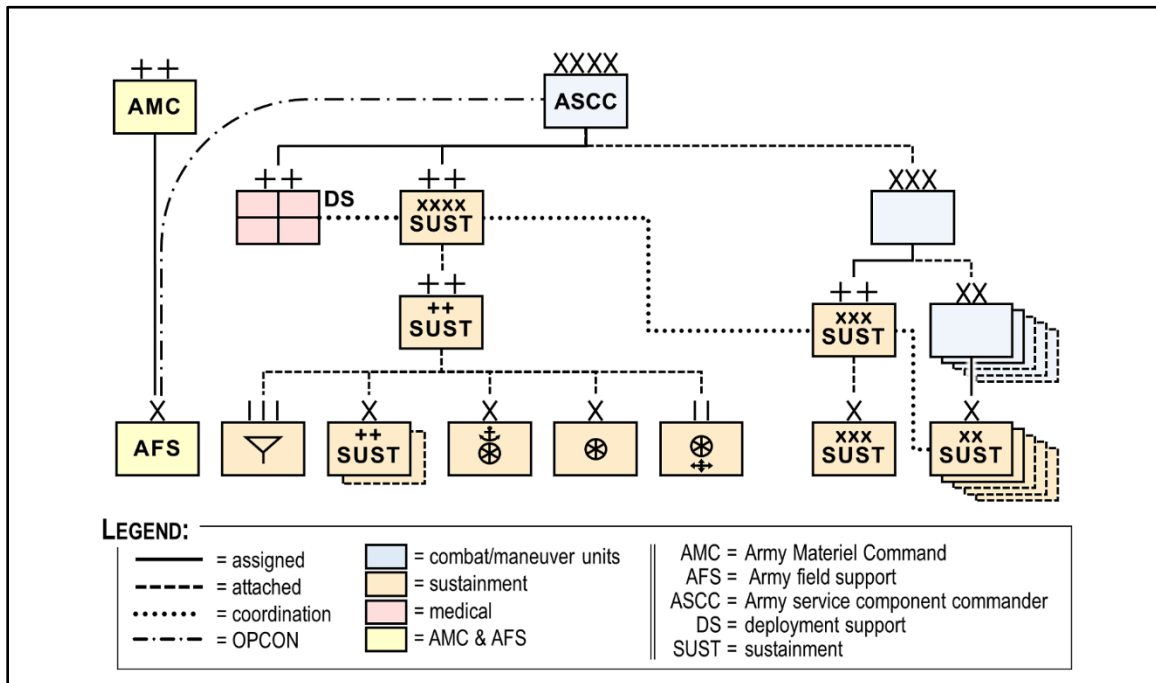 ++
XXXX
AMC
ASCC
++
++
XXX
DS
xxxx
SUST
++
++
SUST
++
XX
xxx
SUST
X
III
X
X
X
II
X
X
AFS
++
SUST
xxx
SUST
xx
SUST
LEGEND:
= assigned
= attached
= coordination
= OPCON
= combat/maneuver units
= sustainment
= medical
= AMC & AFS
AMC = Army Materiel Command
AFS = Army field support
ASCC = Army service component commander
DS = deployment support
SUST = sustainment